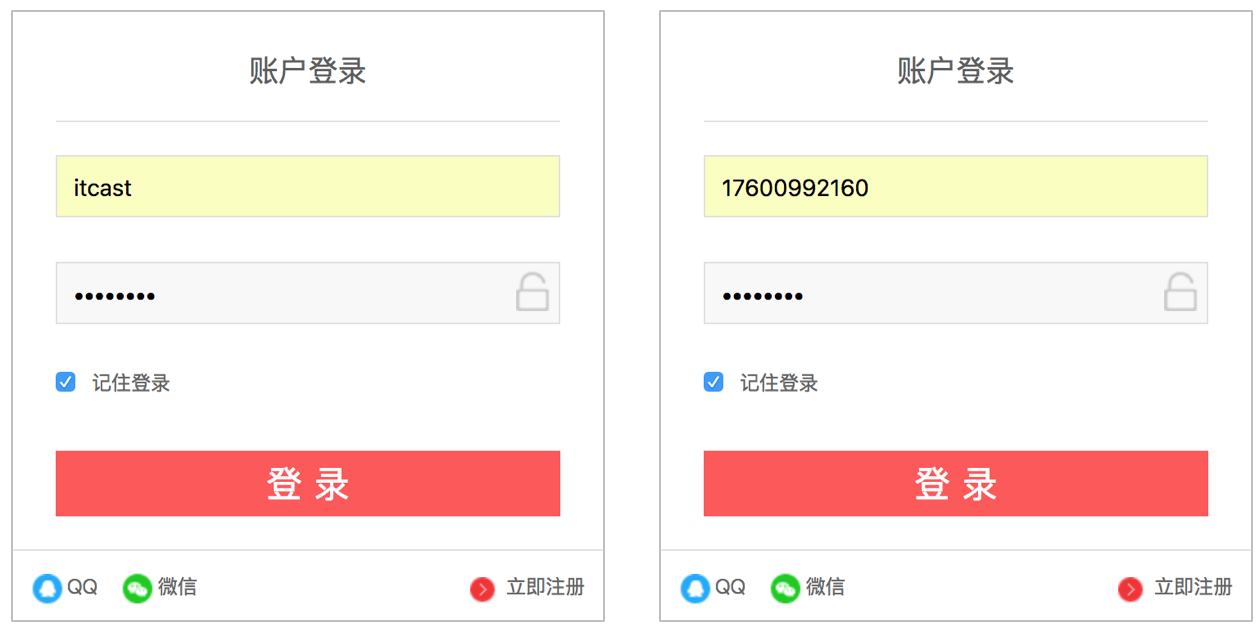 账户登录
itcast
••••••••
记住登录
登 录
QQ 微信 立即注册
账户登录
17600992160
••••••••
记住登录
登 录
QQ 微信 立即注册